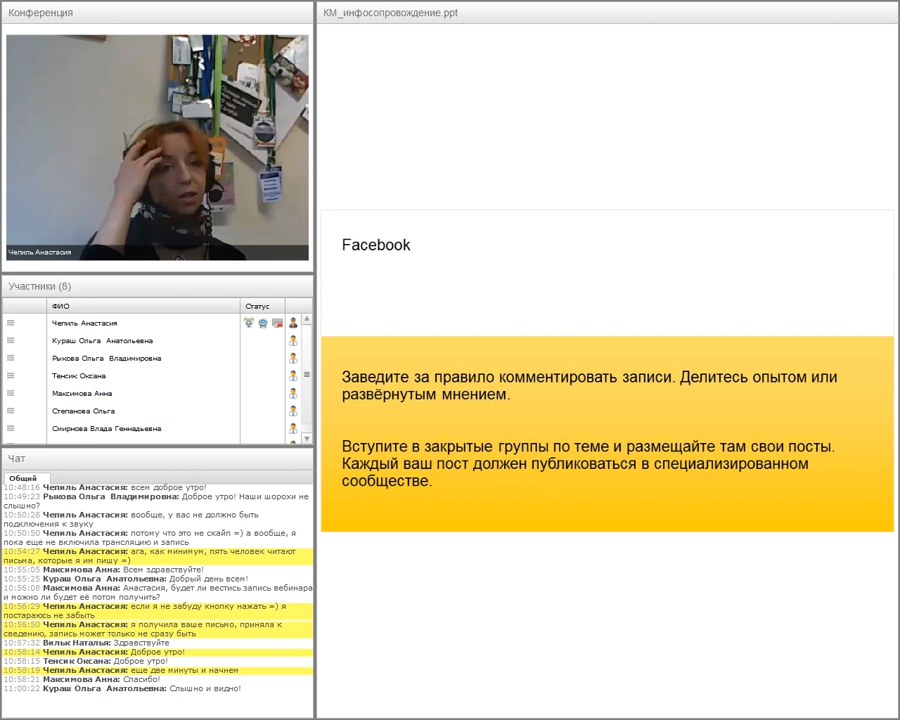 Конференция
Чепиль Анастасия
Участники (8)
ФИО Статус
Чепиль Анастасия
Кураш Ольга Анатольевна
Рыкова Ольга Владимировна
Тенсик Оксана
Максимова Анна
Степанова Ольга
Смирнова Влада Геннадьевна
Чат
Общий
10:48:16 Чепиль Анастасия: всем доброе утро!
10:49:23 Рыкова Ольга Владимировна: Доброе утро! Наши шорохи не
слышно?
10:50:28 Чепиль Анастасия: вообще, у вас не должно быть
подключения к звуку
10:50:50 Чепиль Анастасия: потому что это не скайп =) а вообще, я
пока еще не включила трансляцию и запись
10:54:27 Чепиль Анастасия: ага, как минимум, пять человек читают
письма, которые я им пишу =)
10:55:05 Максимова Анна: Всем здравствуйте!
10:55:25 Кураш Ольга Анатольевна: Добрый день всем!
10:56:08 Максимова Анна: Анастасия, будет ли вестись запись вебинара
и можно ли будет её потом получить?
10:56:29 Чепиль Анастасия: если я не забуду кнопку нажать =) я
постараюсь не забыть
10:56:50 Чепиль Анастасия: я получила ваше письмо, приняла к
сведению, запись может только не сразу быть
10:57:32 Вильк Наталья: Здравствуйте
10:58:14 Чепиль Анастасия: Доброе утро!
10:58:15 Тенсик Оксана: Доброе утро!
10:58:19 Чепиль Анастасия: еще две минуты и начнем
10:58:21 Максимова Анна: Спасибо!
11:00:22 Кураш Ольга Анатольевна: Слышно и видно!
КМ_инфосопровождение.ppt
Facebook
Заведите за правило комментировать записи. Делитесь опытом или
развёрнутым мнением.
Вступите в закрытые группы по теме и размещайте там свои посты.
Каждый ваш пост должен публиковаться в специализированном
сообществе.